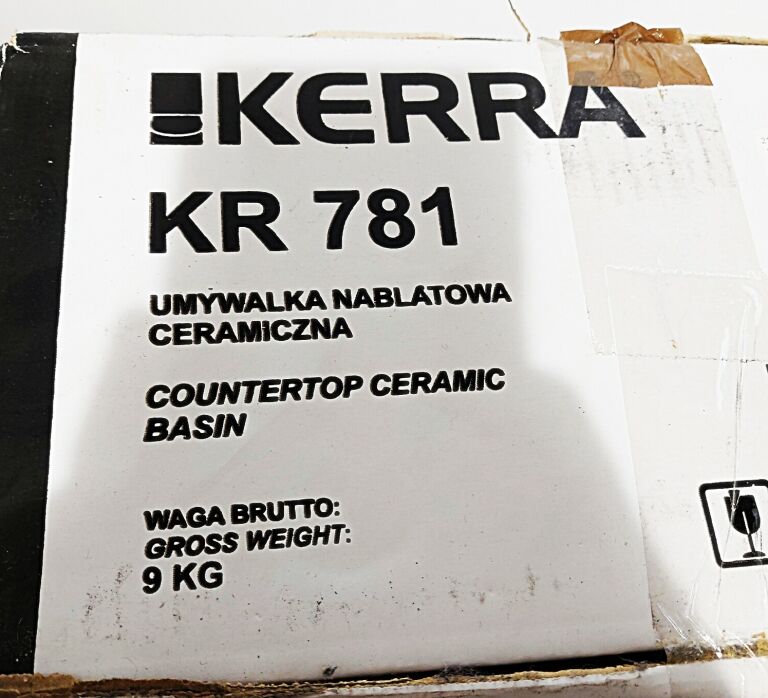 KERRA
KR 781
UMYWALKA NABLATOWA
CERAMICZNA
COUNTERTOP CERAMIC
BASIN
WAGA BRUTTO:
GROSS WEIGHT:
9 KG